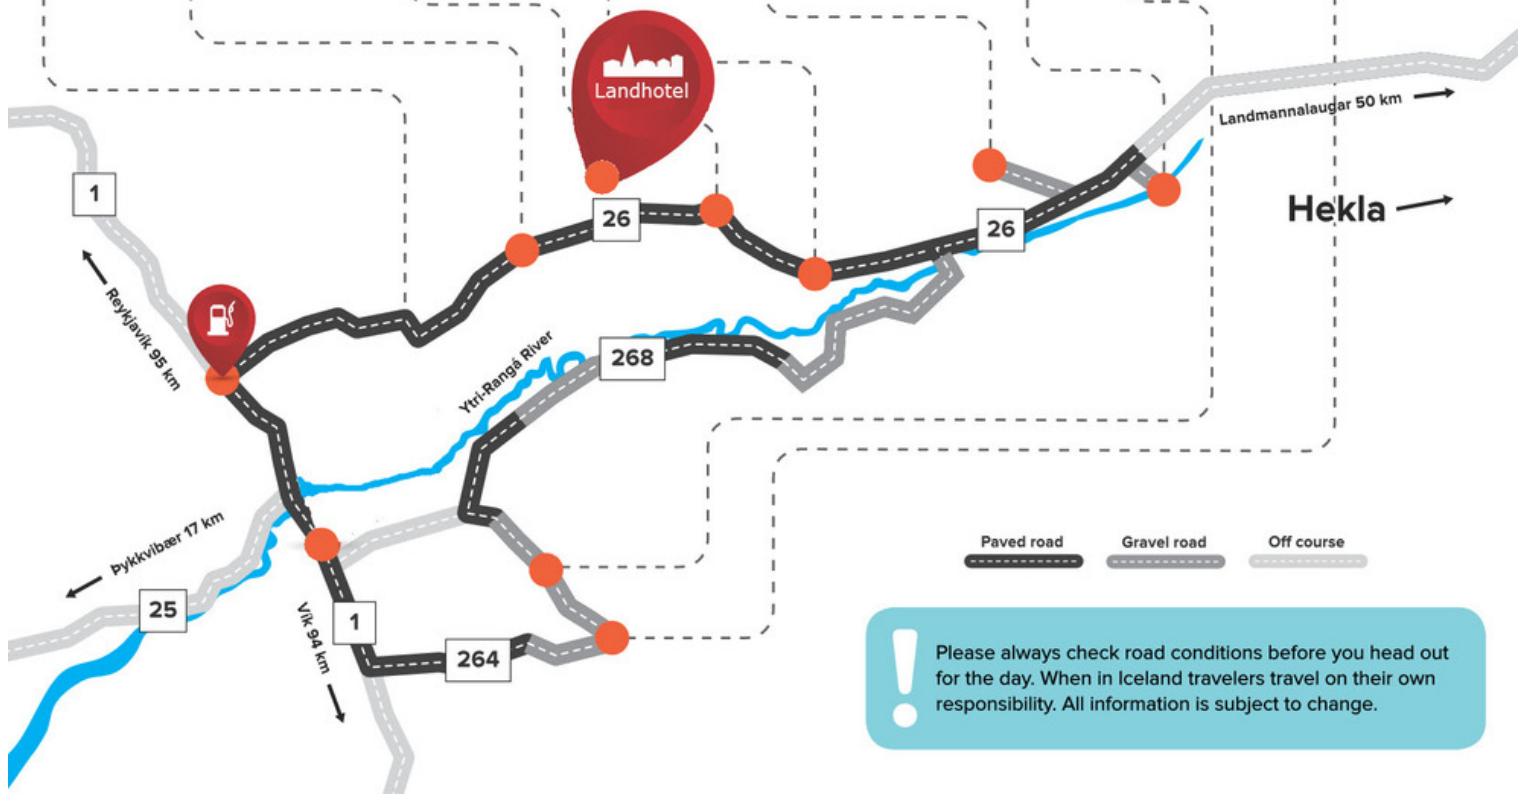 Landhotel
1
Landmannalaugar 50 km
Hekla
26
26
Reykjavík 95 km
Ytri-Rangá River
268
Þykkvibær 17 km
25
Vík 94 km
1
264
Paved road
Gravel road
Off course
Please always check road conditions before you head out
for the day. When in Iceland travelers travel on their own
responsibility. All information is subject to change.